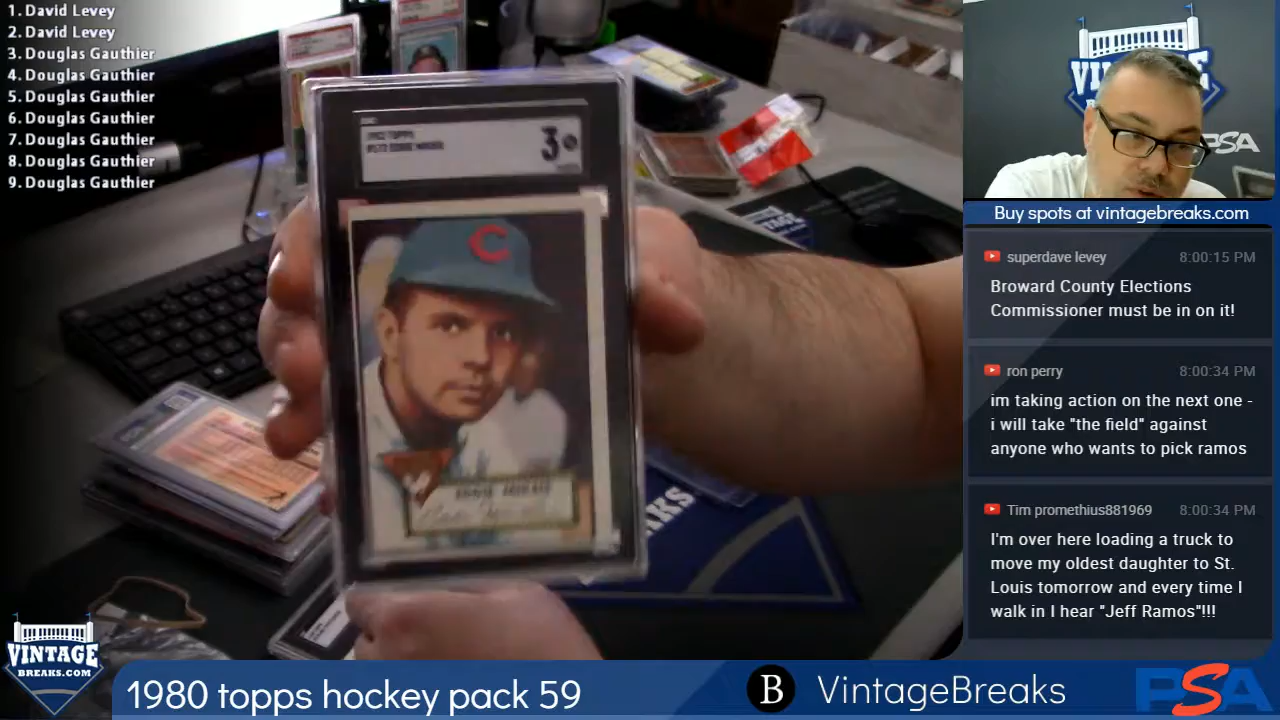 1. David Levey
2. David Levey
3. Douglas Gauthier
4. Douglas Gauthier
5. Douglas Gauthier
6. Douglas Gauthier
7. Douglas Gauthier
8. Douglas Gauthier
9. Douglas Gauthier
3
C
VINTAGE
PSA
Buy spots at vintagebreaks.com
superdave levey 8:00:15 PM
Broward County Elections
Commissioner must be in on it!
ron perry 8:00:34 PM
im taking action on the next one -
i will take "the field" against
anyone who wants to pick ramos
Tim promethius881969 8:00:34 PM
I'm over here loading a truck to
move my oldest daughter to St.
Louis tomorrow and every time I
walk in I hear "Jeff Ramos"!!!
VINTAGE
BREAKS.COM
1980 topps hockey pack 59
B VintageBreaks
PSA